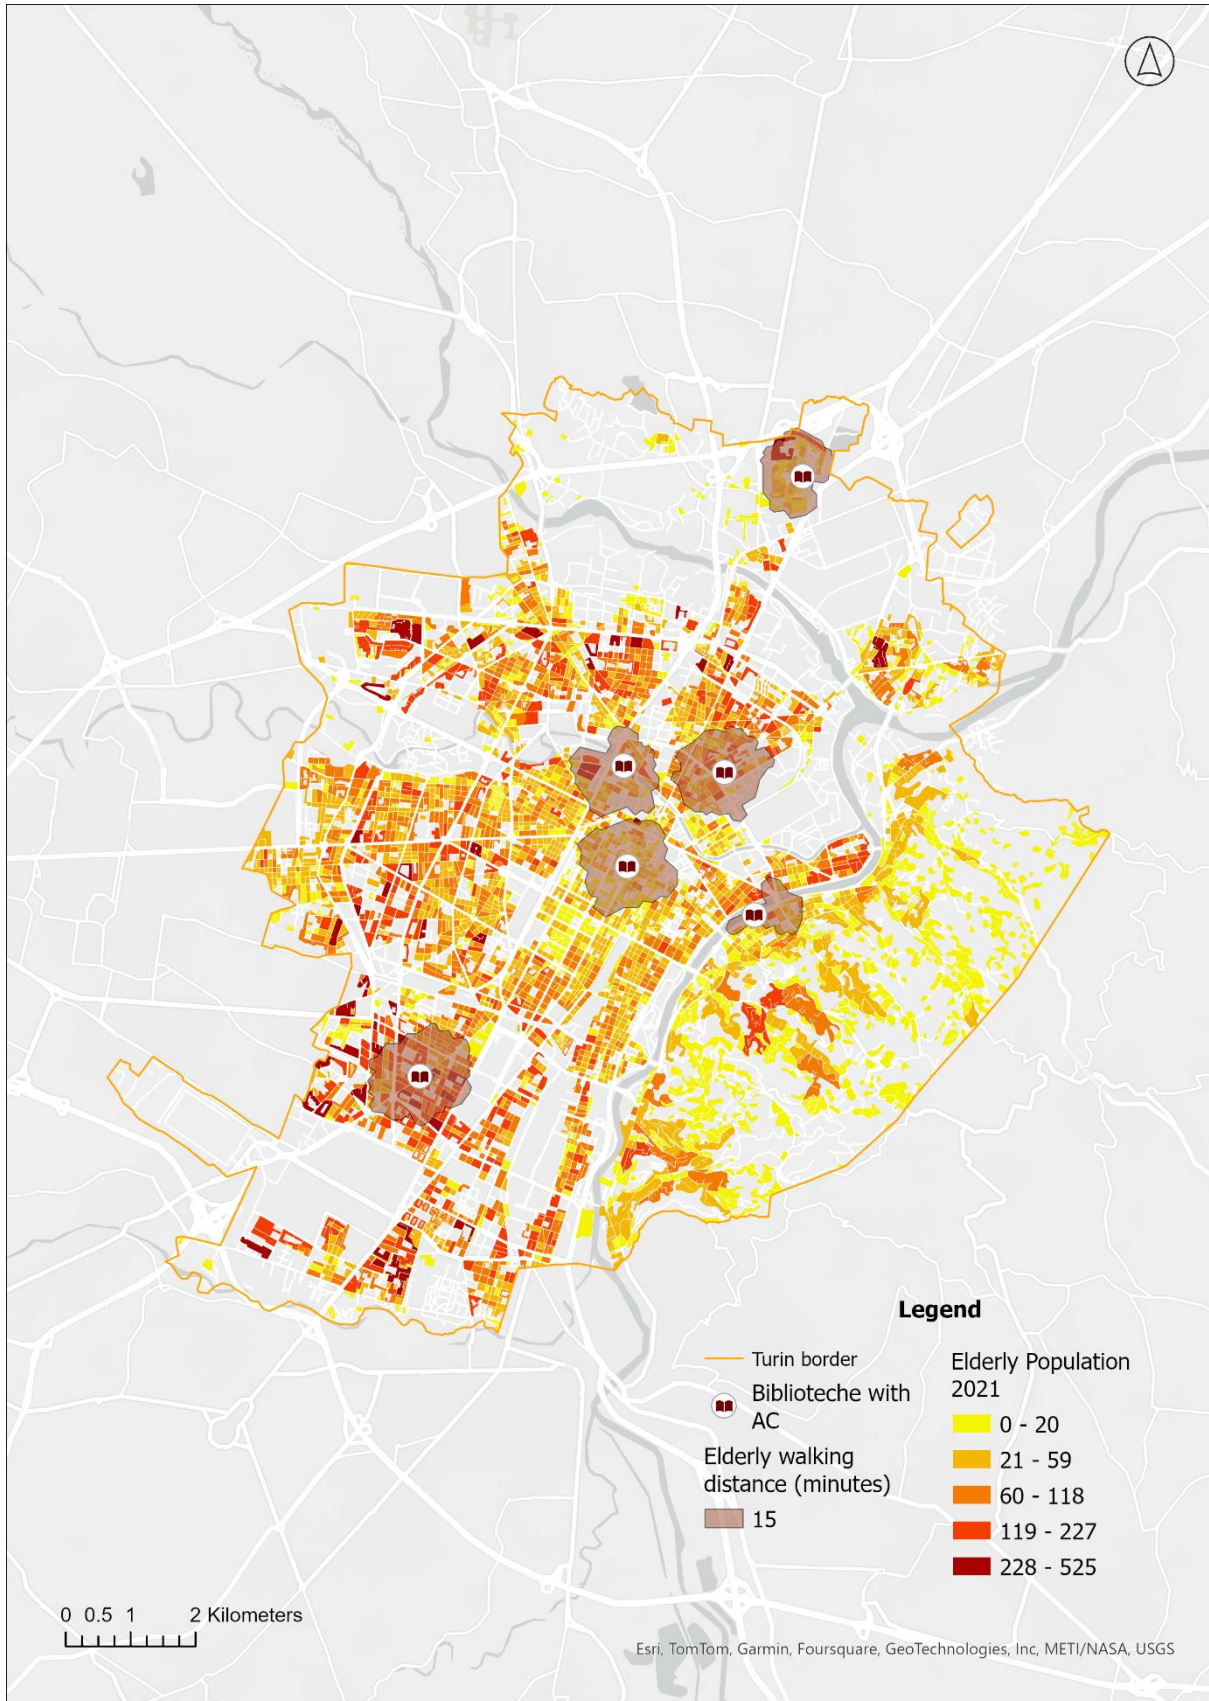 Legend
Turin border
Biblioteche with
AC
Elderly walking
distance (minutes)
15
Elderly Population
2021
0 - 20
21 - 59
60 - 118
119 - 227
228 - 525
0 0.5 1 2 Kilometers
Esri, TomTom, Garmin, Foursquare, GeoTechnologies, Inc, METI/NASA, USGS